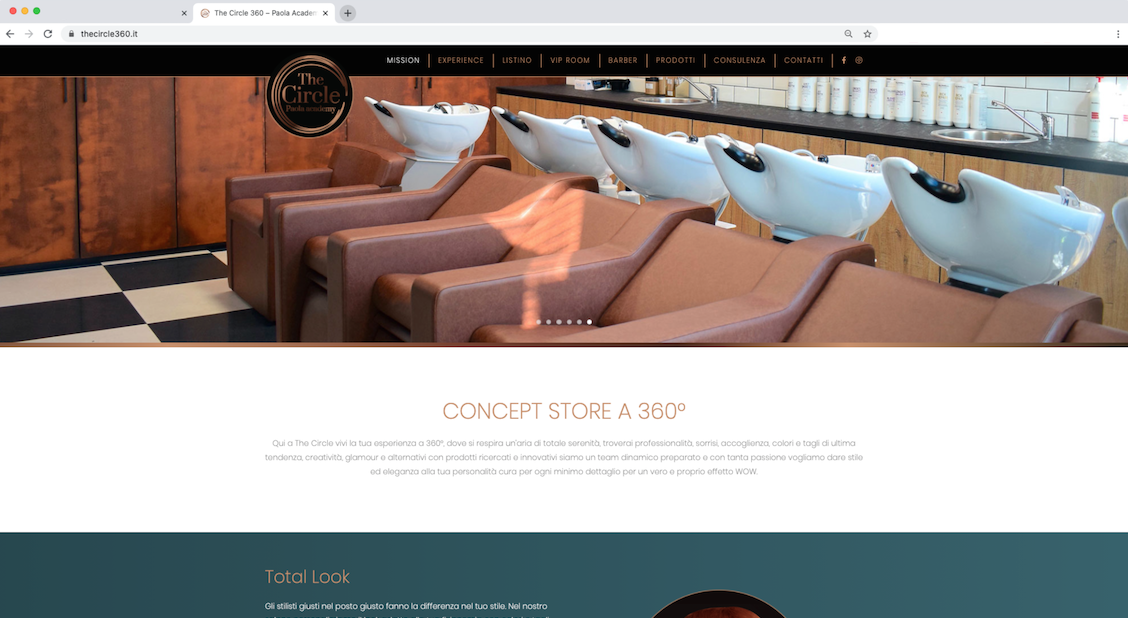 The Circle 360 – Paola Academ
thecircle360.it
MISSION
EXPERIENCE
LISTINO
VIP ROOM
BARBER
PRODOTTI
CONSULENZA
CONTATTI
The
Circle
Paola academy
CONCEPT STORE A 360°
Qui a The Circle vivi la tua esperienza a 360°, dove si respira un'aria di totale serenità, troverai professionalità, sorrisi, accoglienza, colori e tagli di ultima
tendenza, creatività, glamour e alternativi con prodotti ricercati e innovativi siamo un team dinamico preparato e con tanta passione vogliamo dare stile
ed eleganza alla tua personalità cura per ogni minimo dettaglio per un vero e proprio effetto WOW.
Total Look
Gli stilisti giusti nel posto giusto fanno la differenza nel tuo stile. Nel nostro